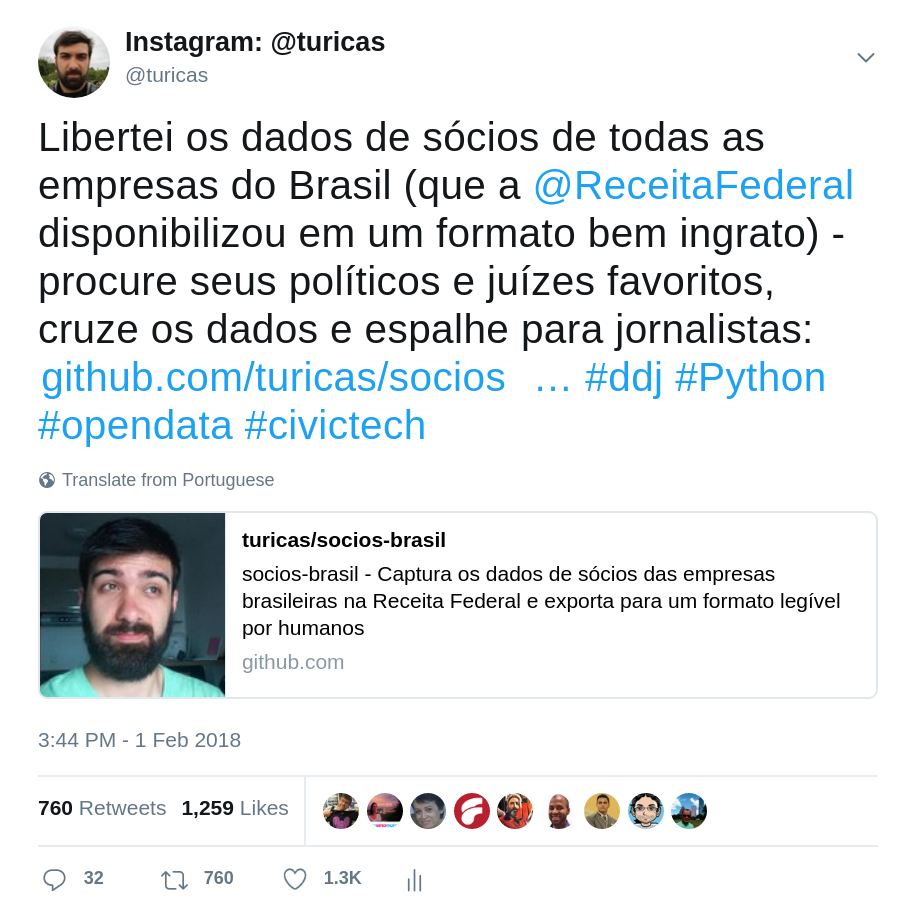 Instagram: @turicas
@turicas
Libertei os dados de sócios de todas as
empresas do Brasil (que a @ReceitaFederal
disponibilizou em um formato bem ingrato) -
procure seus políticos e juízes favoritos,
cruze os dados e espalhe para jornalistas:
github.com/turicas/socios … #ddj #Python
#opendata #civictech
Translate from Portuguese
turicas/socios-brasil
socios-brasil - Captura os dados de sócios das empresas
brasileiras na Receita Federal e exporta para um formato legível
por humanos
github.com
3:44 PM - 1 Feb 2018
760 Retweets 1,259 Likes
32 760 1.3K